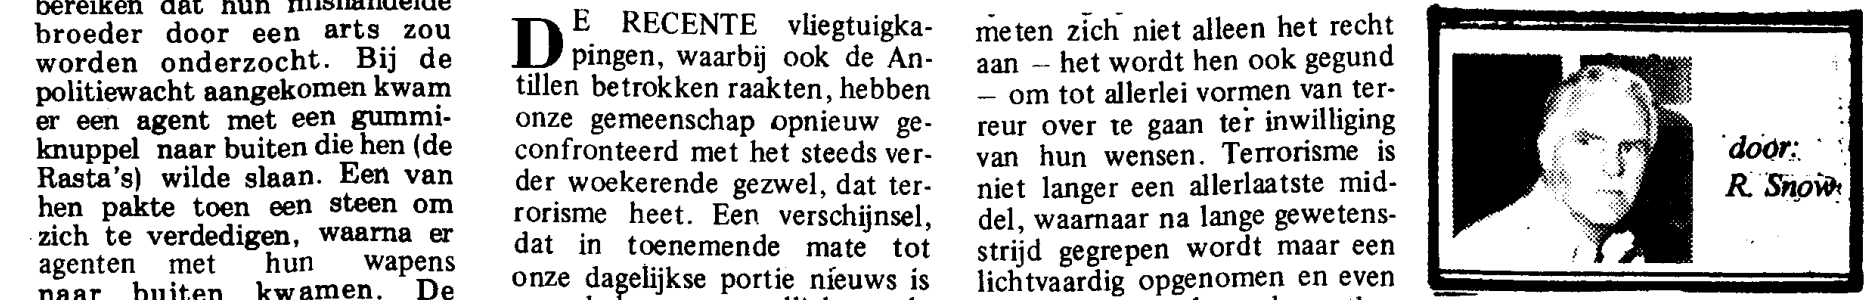 bereiken dat hun mishandelde
broeder door een arts zou
worden onderzocht. Bij de
politiewacht aangekomen kwam
er een agent met een gummi-
knuppel naar buiten die hen (de
Rasta's) wilde slaan. Een van
hen pakte toen een steen om
zich te verdedigen, waarna er
agenten met hun wapens
naar buiten kwamen. De
DE RECENTE vliegtuigka-
pingen, waarbij ook de An-
tillen betrokken raakten, hebben
onze gemeenschap opnieuw ge-
confronteerd met het steeds ver-
der woekerende gezwel, dat ter-
rorisme heet. Een verschijnsel,
dat in toenemende mate tot
onze dagelijkse portie nieuws is
meten zich niet alleen het recht
aan — het wordt hen ook gegund
— om tot allerlei vormen van ter-
reur over te gaan ter inwilliging
van hun wensen. Terrorisme is
niet langer een allerlaatste mid-
del, waarnaar na lange gewetens-
strijd gegrepen wordt maar een
lichtvaardig opgenomen en even
door:
R. Snow